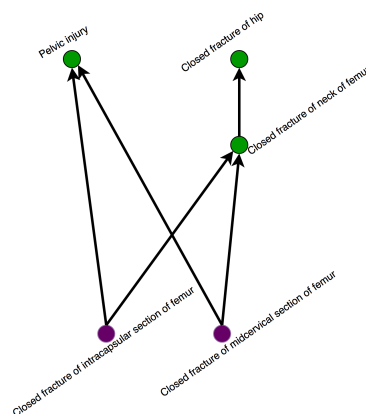 Pelvic injury
Closed fracture of hip
Closed fracture of neck of femur
Closed fracture of intracapsular section of femur
Closed fracture of midcervical section of femur